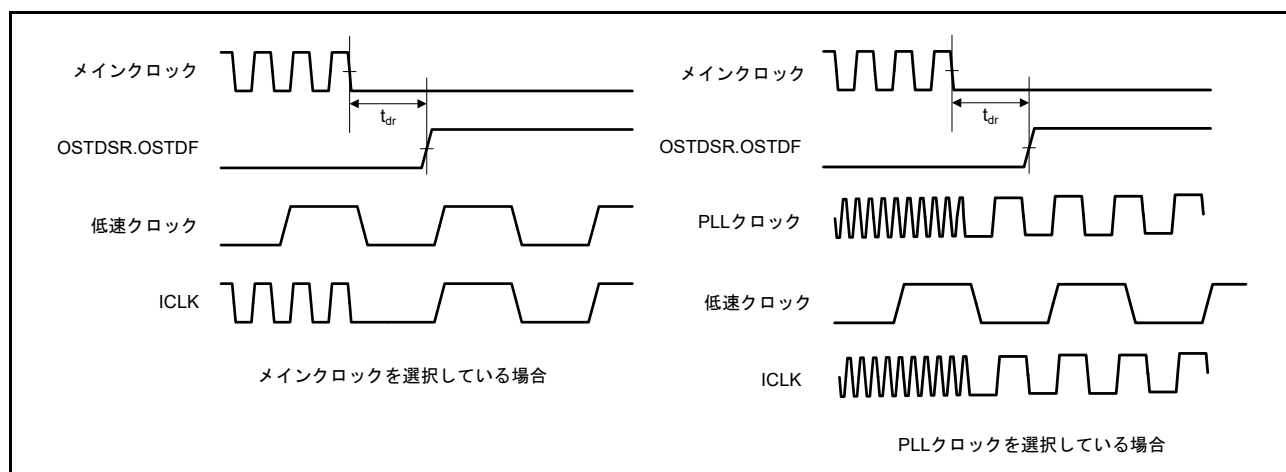 メインクロック
tdr
OSTDSR.OSTDF
低速クロック
ICLK
メインクロックを選択している場合
メインクロック
tdr
OSTDSR.OSTDF
PLLクロック
低速クロック
ICLK
PLLクロックを選択している場合